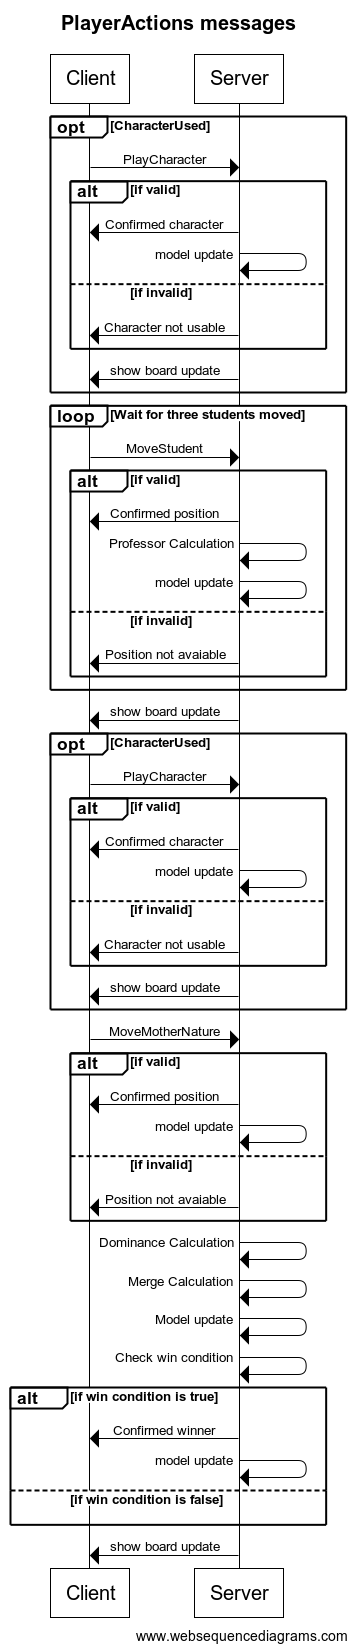 PlayerActions messages
Client Server
opt [CharacterUsed]
PlayCharacter
alt [if valid]
Confirmed character
model update
[if invalid]
Character not usable
show board update
loop [Wait for three students moved]
MoveStudent
alt [if valid]
Confirmed position
Professor Calculation
model update
[if invalid]
Position not avaiable
show board update
opt [CharacterUsed]
PlayCharacter
alt [if valid]
Confirmed character
model update
[if invalid]
Character not usable
show board update
MoveMotherNature
alt [if valid]
Confirmed position
model update
[if invalid]
Position not avaiable
Dominance Calculation
Merge Calculation
Model update
Check win condition
alt [if win condition is true]
Confirmed winner
model update
[if win condition is false]
show board update
Client Server
www.websequencediagrams.com